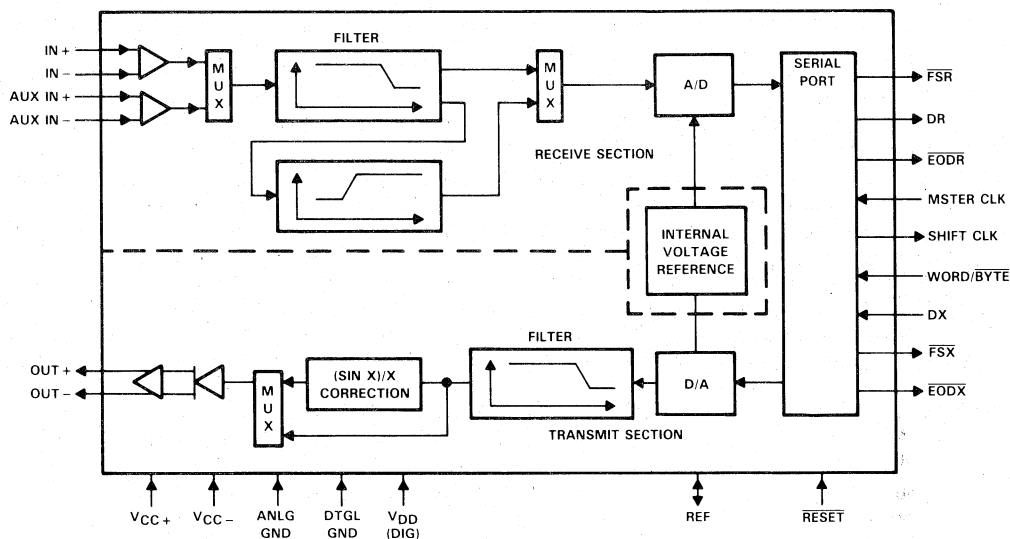 FILTER
IN +
IN −
AUX IN +
AUX IN −
M
U
X
M
U
X
A/D
SERIAL
PORT
RECEIVE SECTION
INTERNAL
VOLTAGE
REFERENCE
FSR
DR
EODR
MSTER CLK
SHIFT CLK
WORD/BYTE
DX
FSX
EODX
FILTER
OUT +
OUT −
M
U
X
(SIN X)/X
CORRECTION
D/A
TRANSMIT SECTION
VCC +
VCC −
ANLG
GND
DTGL
GND
VDD
(DIG)
REF
RESET